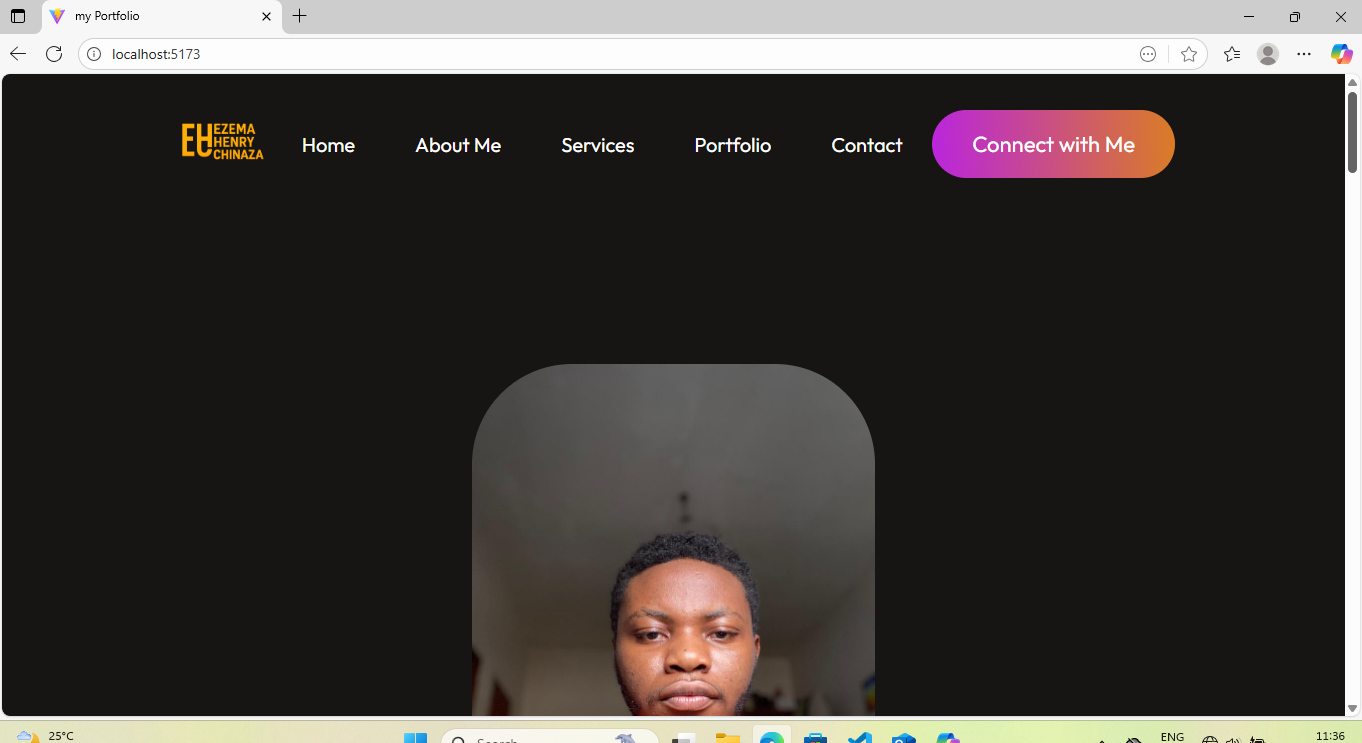 my Portfolio
localhost:5173
EH EZEMA
HENRY
CHINAZA
Home
About Me
Services
Portfolio
Contact
Connect with Me
25°C
Search
ENG
11:36